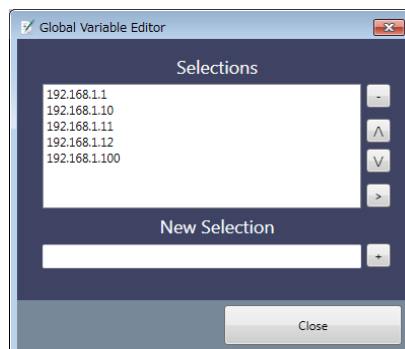 Global Variable Editor
Selections
192.168.1.1
192.168.1.10
192.168.1.11
192.168.1.12
192.168.1.100
-
Λ
V
>
New Selection
+
Close